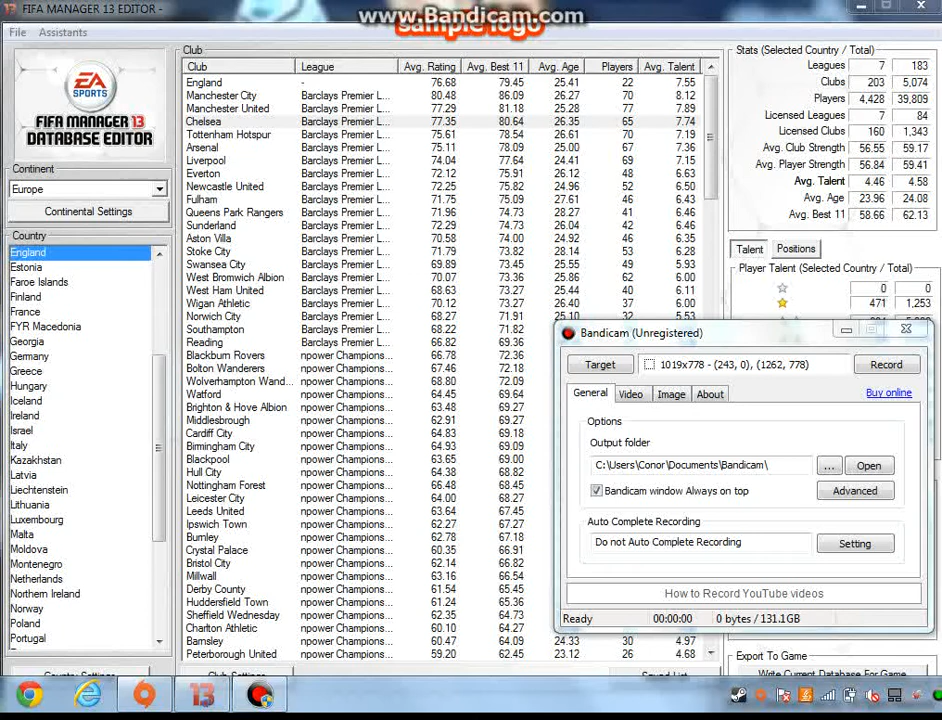 FIFA MANAGER 13 EDITOR -
www.Bandicam.com
sample logo
File Assistants
EA SPORTS
FIFA MANAGER 13
DATABASE EDITOR
Continent
Europe
Continental Settings
Country
England
Estonia
Faroe Islands
Finland
France
FYR Macedonia
Georgia
Germany
Greece
Hungary
Iceland
Ireland
Israel
Italy
Kazakhstan
Latvia
Liechtenstein
Lithuania
Luxembourg
Malta
Moldova
Montenegro
Netherlands
Northern Ireland
Norway
Poland
Portugal
Country Settings
Club
Club League Avg. Rating Avg. Best 11 Avg. Age Players Avg. Talent
England - 76.68 79.45 25.41 22 7.55
Manchester City Barclays Premier L... 80.48 86.09 26.27 70 8.12
Manchester United Barclays Premier L... 77.29 81.18 25.28 77 7.89
Chelsea Barclays Premier L... 77.35 80.64 26.35 65 7.74
Tottenham Hotspur Barclays Premier L... 75.61 78.54 26.61 70 7.19
Arsenal Barclays Premier L... 75.11 78.09 25.00 67 7.36
Liverpool Barclays Premier L... 74.04 77.64 24.41 69 7.15
Everton Barclays Premier L... 72.12 75.91 26.38 48 6.63
Newcastle United Barclays Premier L... 72.25 75.82 24.96 52 6.50
Fulham Barclays Premier L... 71.75 75.09 27.61 46 6.43
Queens Park Rangers Barclays Premier L... 71.96 74.73 28.27 41 6.46
Sunderland Barclays Premier L... 72.29 74.73 26.04 42 6.46
Aston Villa Barclays Premier L... 70.27 74.09 24.92 46 6.35
Stoke City Barclays Premier L... 71.79 73.82 28.14 53 6.28
Swansea City Barclays Premier L... 69.89 73.45 25.55 49 5.93
West Bromwich Albion Barclays Premier L... 70.07 73.36 25.86 62 6.00
West Ham United Barclays Premier L... 68.63 73.27 25.84 40 6.11
Wigan Athletic Barclays Premier L... 70.12 73.27 26.40 37 6.00
Norwich City Barclays Premier L... 68.27 71.91 27.15 32 5.53
Southampton Barclays Premier L... 68.22 71.82
Reading Barclays Premier L... 66.82 69.36
Blackburn Rovers npower Champions... 66.78 72.36
Bolton Wanderers npower Champions... 67.46 72.18
Wolverhampton Wand... npower Champions... 68.80 72.09
Watford npower Champions... 64.45 69.64
Brighton & Hove Albion npower Champions... 63.48 69.27
Middlesbrough npower Champions... 62.91 69.27
Cardiff City npower Champions... 64.93 69.18
Birmingham City npower Champions... 64.93 69.09
Blackpool npower Champions... 63.65 69.00
Hull City npower Champions... 64.38 68.82
Nottingham Forest npower Champions... 66.48 68.45
Leicester City npower Champions... 64.00 68.27
Leeds United npower Champions... 63.64 67.45
Ipswich Town npower Champions... 62.27 67.27
Burnley npower Champions... 62.78 67.18
Crystal Palace npower Champions... 60.35 66.91
Bristol City npower Champions... 62.14 66.82
Millwall npower Champions... 63.16 66.54
Derby County npower Champions... 61.54 65.45
Huddersfield Town npower Champions... 61.24 65.36
Sheffield Wednesday npower Champions... 62.35 64.73
Charlton Athletic npower Champions... 60.10 64.27
Barnsley npower Champions... 60.47 64.09 24.33 30 4.97
Peterborough United npower Champions... 59.20 62.45 23.12 26 4.68
Stats (Selected Country / Total)
Leagues 7 183
Clubs 203 5,074
Players 4,428 39,809
Licensed Leagues 7 84
Licensed Clubs 160 1,343
Avg. Club Strength 56.55 59.17
Avg. Player Strength 56.84 59.41
Avg. Talent 4.46 4.58
Avg. Age 23.96 24.08
Avg. Best 11 58.66 62.13
Talent Positions
Player Talent (Selected Country / Total)
0 0
471 1,253
Bandicam (Unregistered)
Target 1019x778 - (243, 0), (1262, 778) Record
General Video Image About Buy online
Options
Output folder
C:\Users\Conor\Documents\Bandicam\ ... Open
Bandicam window Always on top Advanced
Auto Complete Recording
Do not Auto Complete Recording Setting
How to Record YouTube videos
Ready 00:00:00 0 bytes / 131.1GB
Export To Game
Write Current Database For Game
13